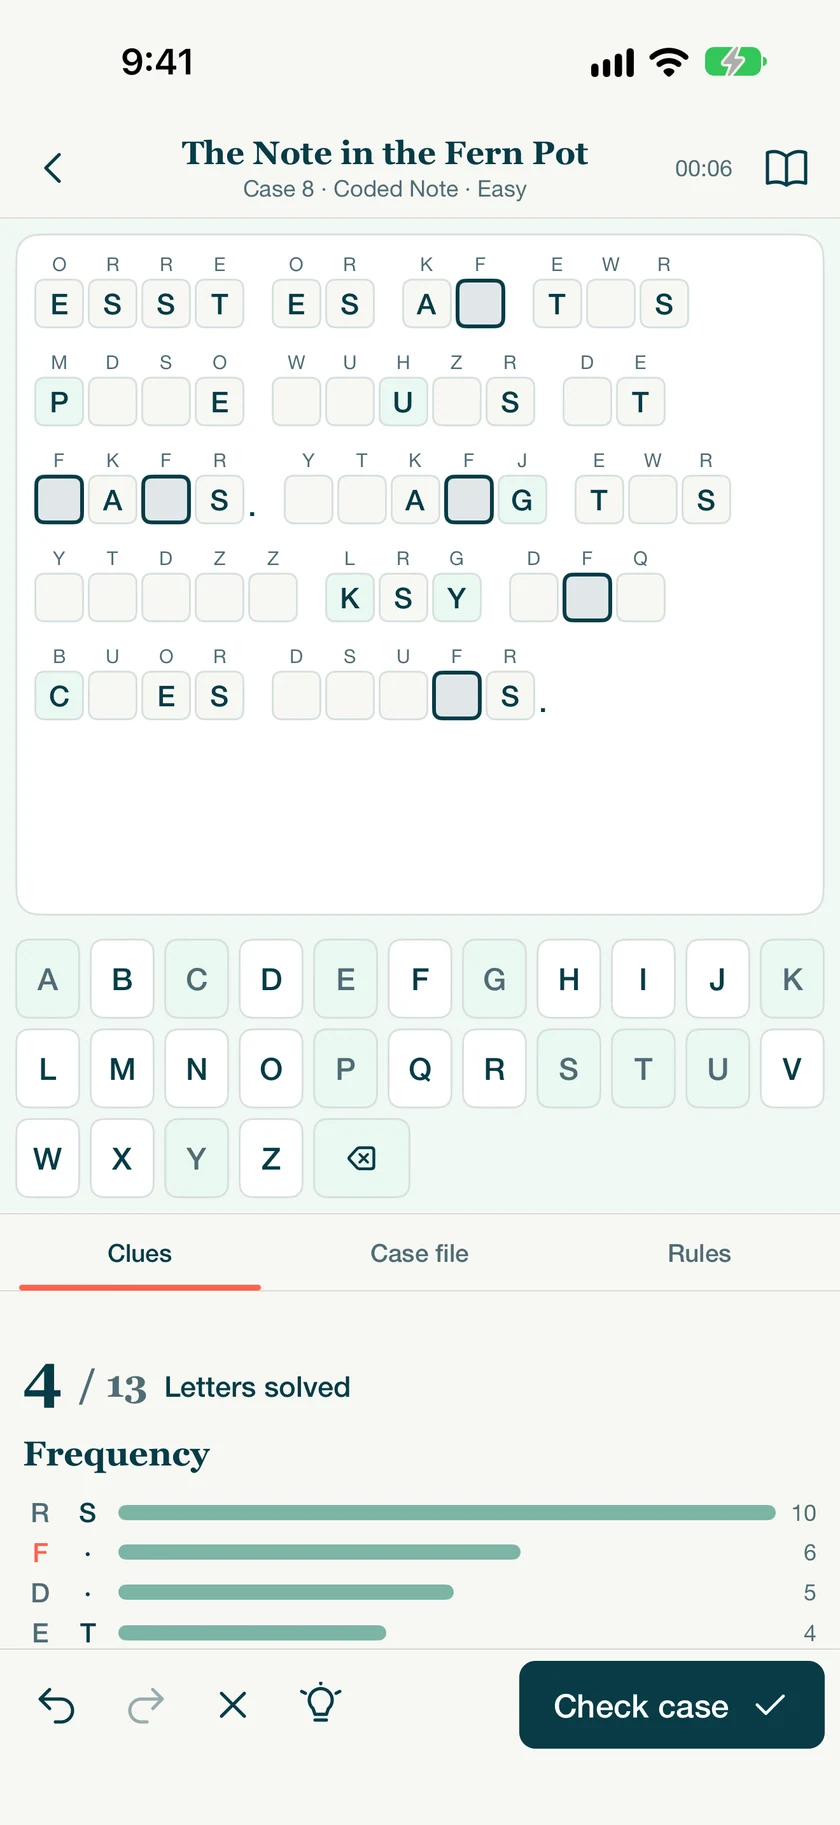 9:41
The Note in the Fern Pot
Case 8 · Coded Note · Easy
00:06
O R R E O R K F E W R
E S S T E S A T S
M D S O W U H Z R D E
P E U S T
F K F R Y T K F J E W R
A S . A G T S
Y T D Z Z L R G D F Q
K S Y
B U O R D S U F R
C E S S .
A B C D E F G H I J K
L M N O P Q R S T U V
W X Y Z
Clues Case file Rules
4 / 13 Letters solved
Frequency
R S 10
F · 6
D · 5
E T 4
Check case